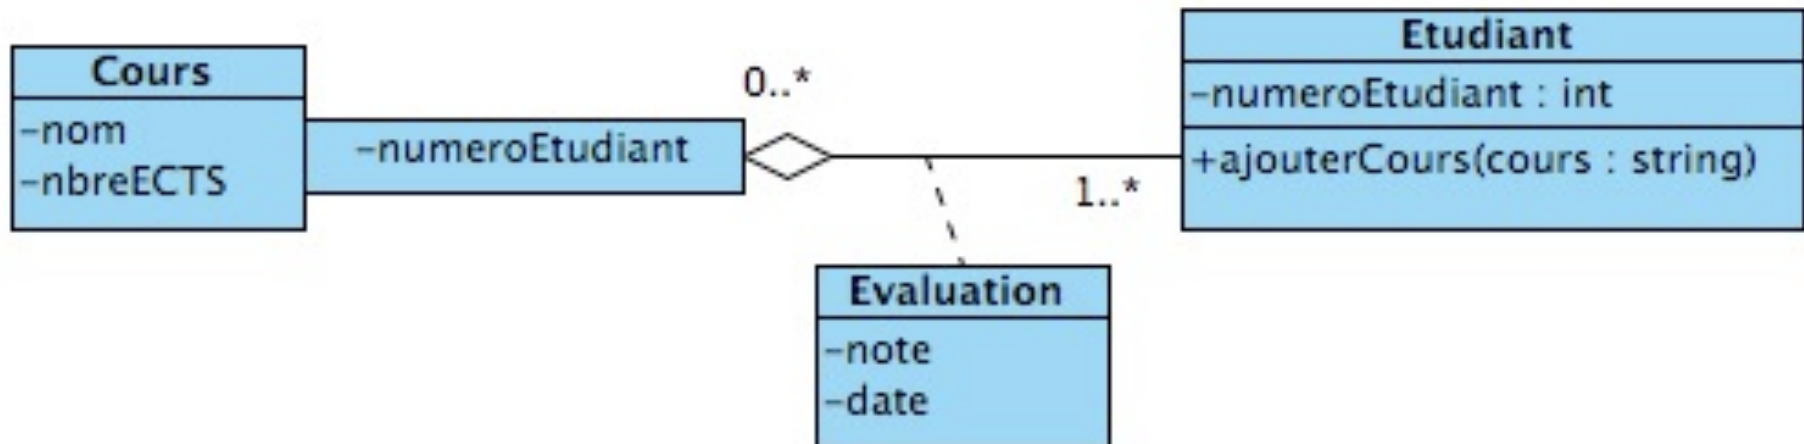 Cours
-nom
-nbreECTS
-numeroEtudiant
0..*
1..*
Etudiant
-numeroEtudiant : int
+ajouterCours(cours : string)
Evaluation
-note
-date